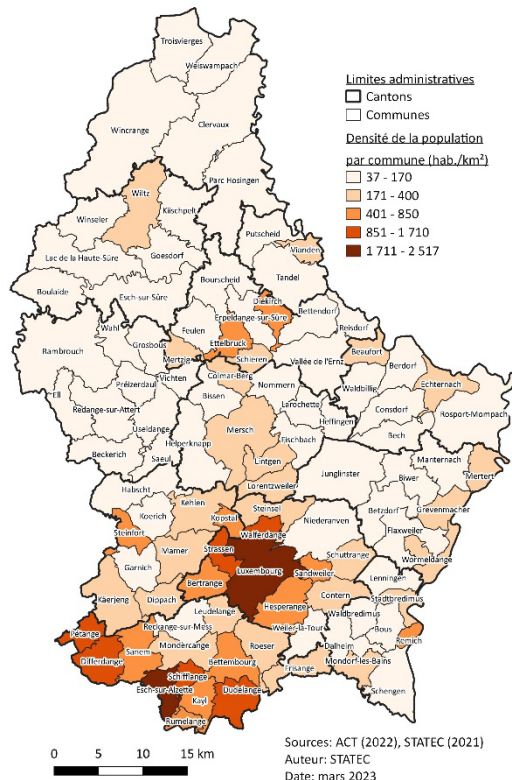 Troisvierges
Weiswampach
Limites administratives
Cantons
Communes
Densité de la population
par commune (hab./km²)
37 - 170
171 - 400
401 - 850
851 - 1 710
1 711 - 2 517
Clervaux
Wincrange
Parc Hosingen
Wiltz
Kiischpelt
Winseler
Putscheid
Vianden
Lac de la Haute-Sûre
Goesdorf
Tandel
Bourscheid
Boulaide
Esch-sur-Sûre
Diekirch
Bettendorf
Erpeldange-sur-Sûre
Reisdorf
Wahl
Feulen
Ettelbruck
Grosbous
Beaufort
Rambrouch
Mertzig
Schieren
Vallée de l'Ernz
Berdorf
Colmar-Berg
Vichten
Nommern
Waldbillig
Echternach
Ell
Préizerdaul
Bissen
Larochette
Consdorf
Rosport-Mompach
Redange-sur-Attert
Heffingen
Useldange
Mersch
Bech
Helperknapp
Fischbach
Beckerich
Saeul
Lintgen
Junglinster
Manternach
Lorentzweiler
Biwer
Mertert
Habscht
Kehlen
Steinsel
Betzdorf
Grevenmacher
Koerich
Kopstal
Niederanven
Steinfort
Walferdange
Flaxweiler
Strassen
Schuttrange
Wormeldange
Garnich
Mamer
Luxembourg
Sandweiler
Lenningen
Bertrange
Contern
Stadtbredimus
Käerjeng
Dippach
Hesperange
Leudelange
Waldbredimus
Reckange-sur-Mess
Weiler-la-Tour
Bous
Pétange
Remich
Sanem
Mondercange
Roeser
Dalheim
Differdange
Bettembourg
Mondorf-les-Bains
Frisange
Schifflange
Esch-sur-Alzette
Dudelange
Schengen
Kayl
Rumelange
0 5 10 15 km
Sources: ACT (2022), STATEC (2021)
Auteur: STATEC
Date: mars 2023